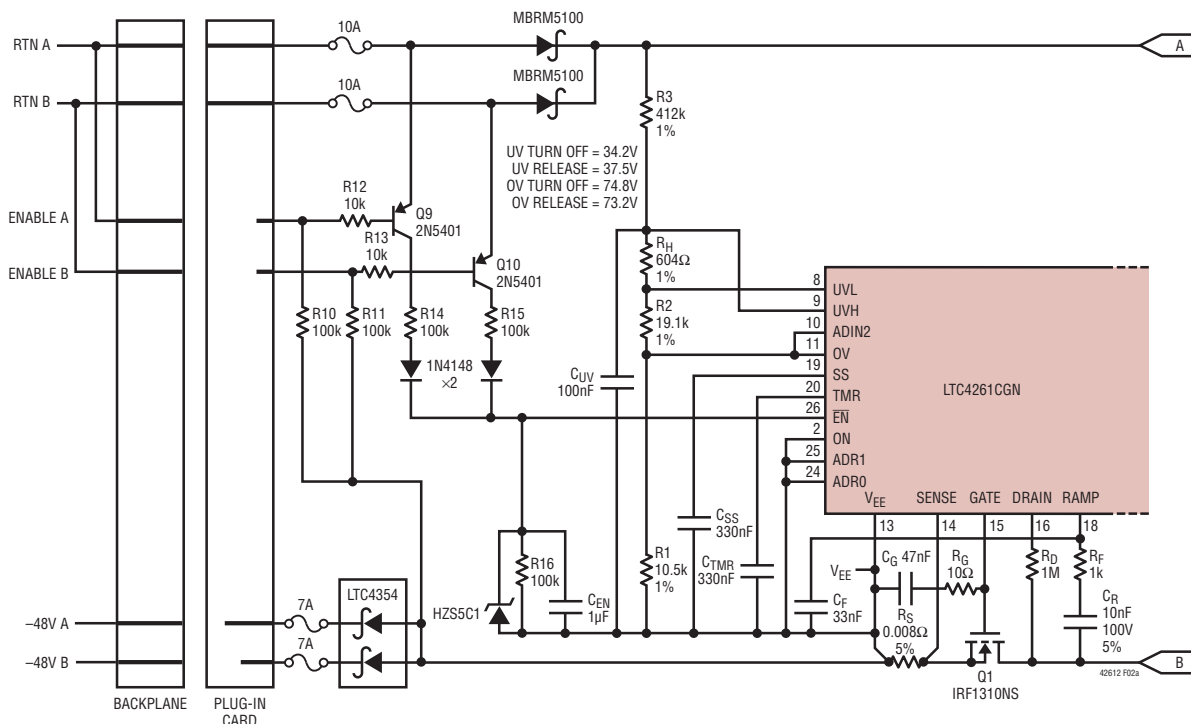 RTN A
RTN B
ENABLE A
ENABLE B
–48V A
–48V B
BACKPLANE
PLUG-IN
CARD
10A
10A
MBRM5100
MBRM5100
A
R3
412k
1%
UV TURN OFF = 34.2V
UV RELEASE = 37.5V
OV TURN OFF = 74.8V
OV RELEASE = 73.2V
R12
10k
R13
10k
Q9
2N5401
Q10
2N5401
R10
100k
R11
100k
R14
100k
R15
100k
1N4148
×2
RH
604Ω
1%
R2
19.1k
1%
CUV
100nF
8 UVL
9 UVH
10 ADIN2
11 OV
19 SS
20 TMR
26 EN
2 ON
25 ADR1
24 ADR0
LTC4261CGN
VEE SENSE GATE DRAIN RAMP
13 14 15 16 18
CSS
330nF
CTMR
330nF
R1
10.5k
1%
R16
100k
HZS5C1
CEN
1µF
7A
7A
LTC4354
VEE
CG 47nF
RG
10Ω
RD
1M
RF
1k
CF
33nF
RS
0.008Ω
5%
CR
10nF
100V
5%
Q1
IRF1310NS
42612 F02a
B